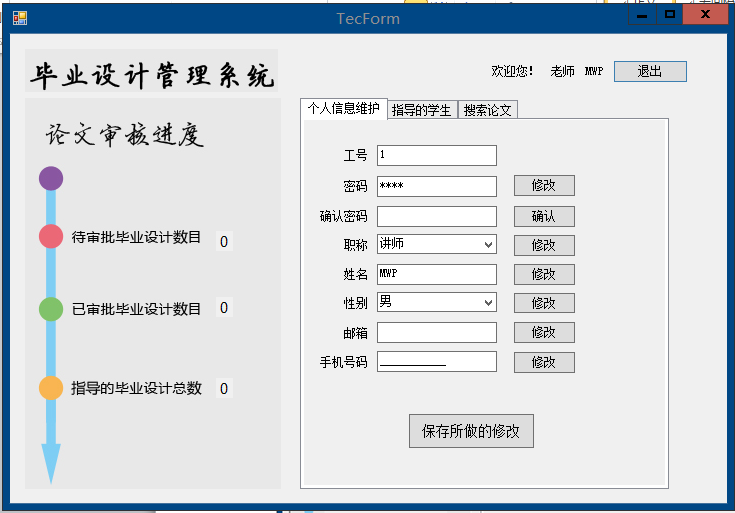 TecForm
毕业设计管理系统
欢迎您! 老师 MWP 退出
论文审核进度
待审批毕业设计数目 0
已审批毕业设计数目 0
指导的毕业设计总数 0
个人信息维护 指导的学生 搜索论文
工号 1
密码 **** 修改
确认密码 确认
职称 讲师 修改
姓名 MWP 修改
性别 男 修改
邮箱 修改
手机号码 ___________ 修改
保存所做的修改